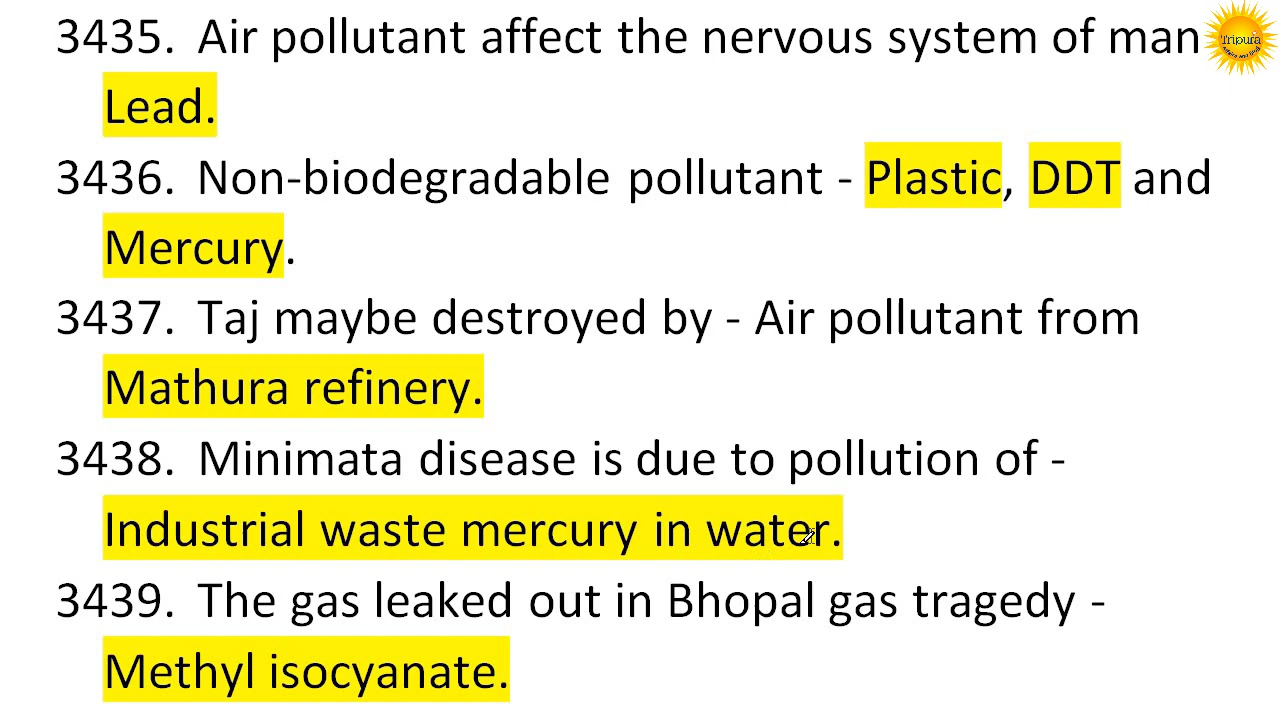 3435. Air pollutant affect the nervous system of man
Lead.
3436. Non-biodegradable pollutant - Plastic, DDT and
Mercury.
3437. Taj maybe destroyed by - Air pollutant from
Mathura refinery.
3438. Minimata disease is due to pollution of -
Industrial waste mercury in water.
3439. The gas leaked out in Bhopal gas tragedy -
Methyl isocyanate.
Tripura